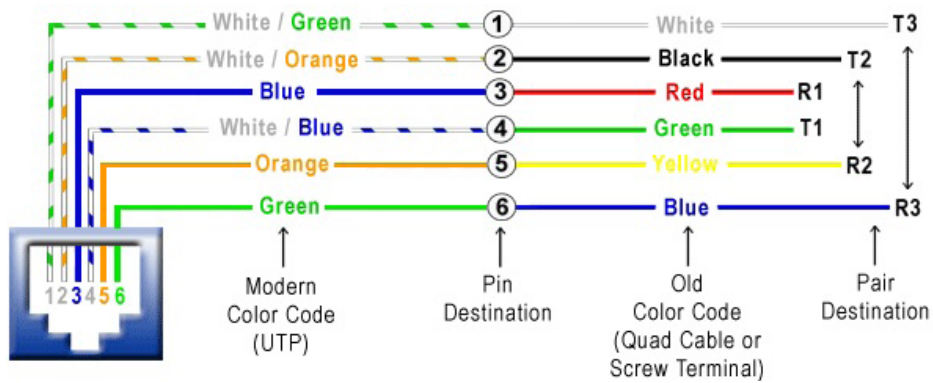 White / Green 1 White T3
White / Orange 2 Black T2
Blue 3 Red R1
White / Blue 4 Green T1
Orange 5 Yellow R2
Green 6 Blue R3
1 2 3 4 5 6
Modern
Color Code
(UTP)
Pin
Destination
Old
Color Code
(Quad Cable or
Screw Terminal)
Pair
Destination